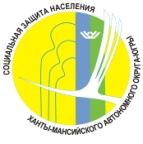 СОЦИАЛЬНАЯ ЗАЩИТА НАСЕЛЕНИЯ
ХАНТЫ-МАНСИЙСКОГО АВТОНОМНОГО ОКРУГА-ЮГРЫ